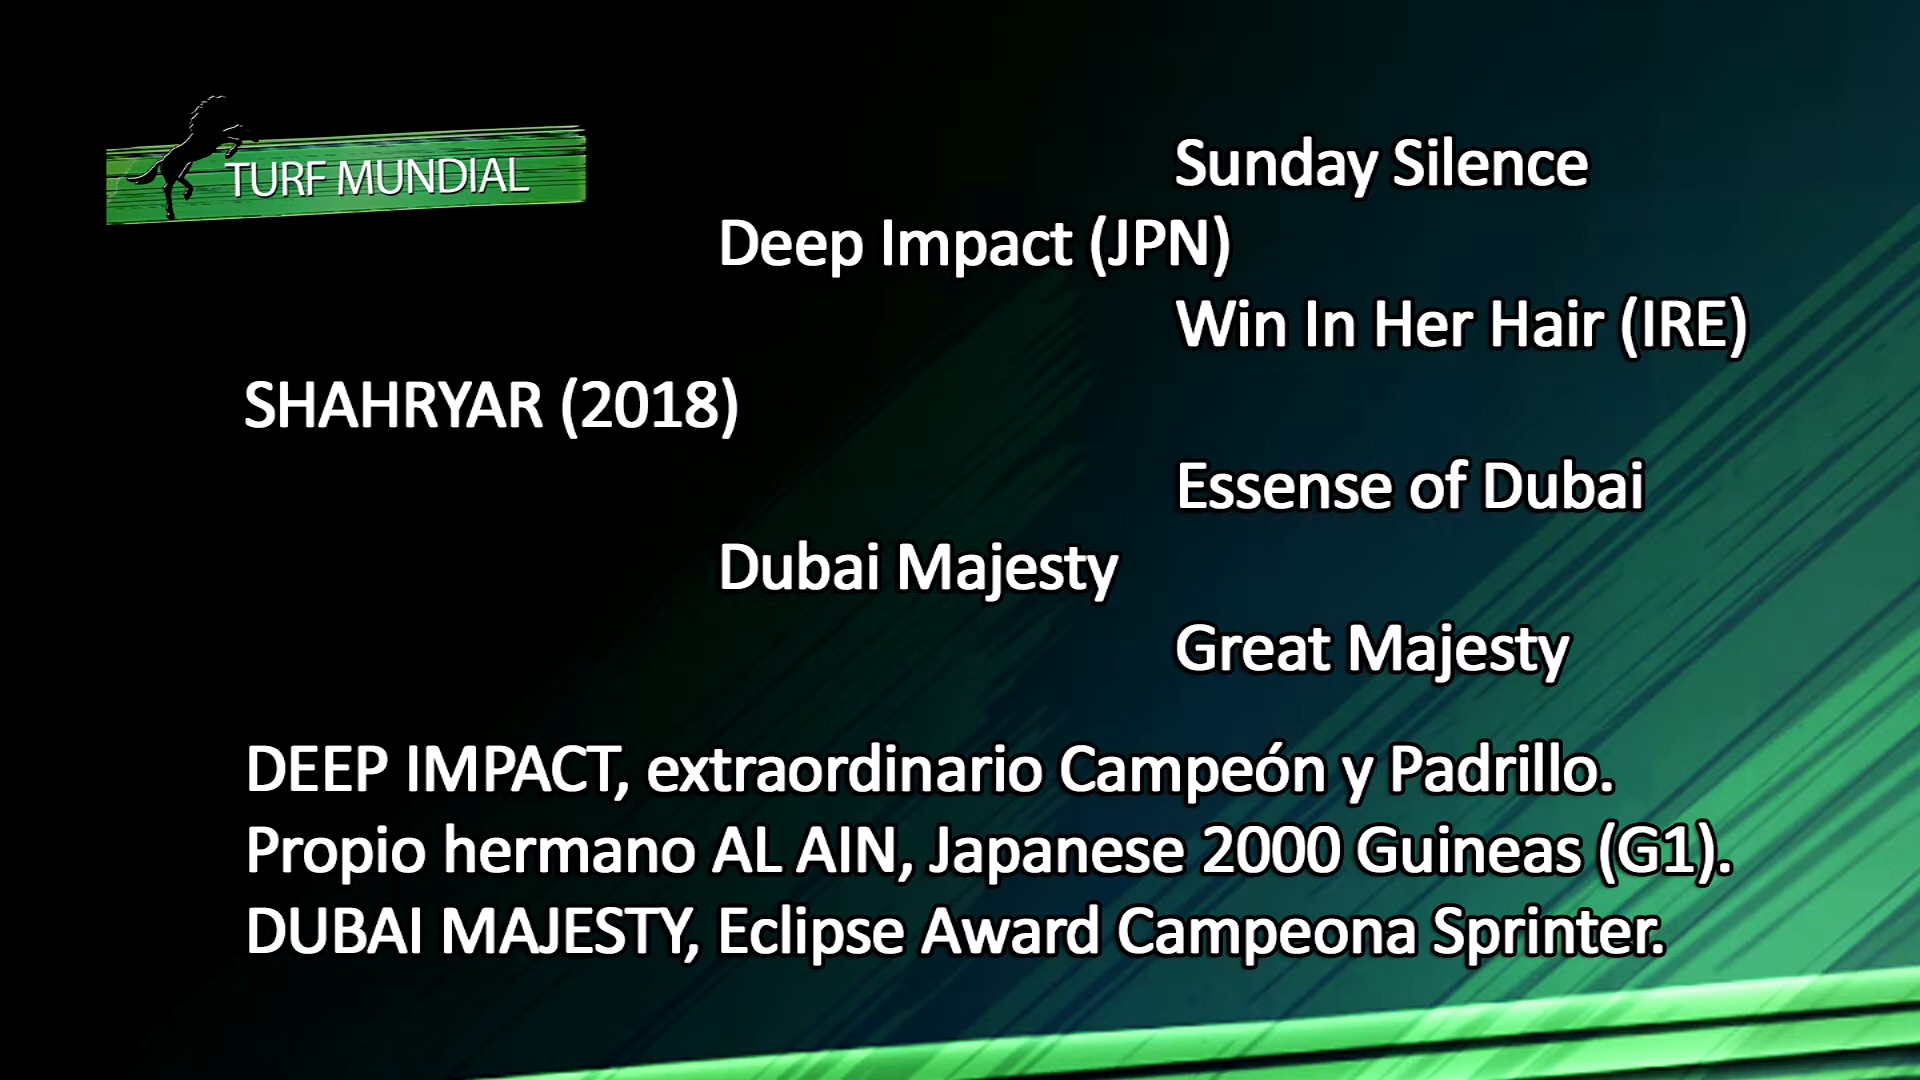 TURF MUNDIAL
Sunday Silence
Deep Impact (JPN)
Win In Her Hair (IRE)
SHAHRYAR (2018)
Essense of Dubai
Dubai Majesty
Great Majesty
DEEP IMPACT, extraordinario Campeón y Padrillo.
Propio hermano AL AIN, Japanese 2000 Guineas (G1).
DUBAI MAJESTY, Eclipse Award Campeona Sprinter.